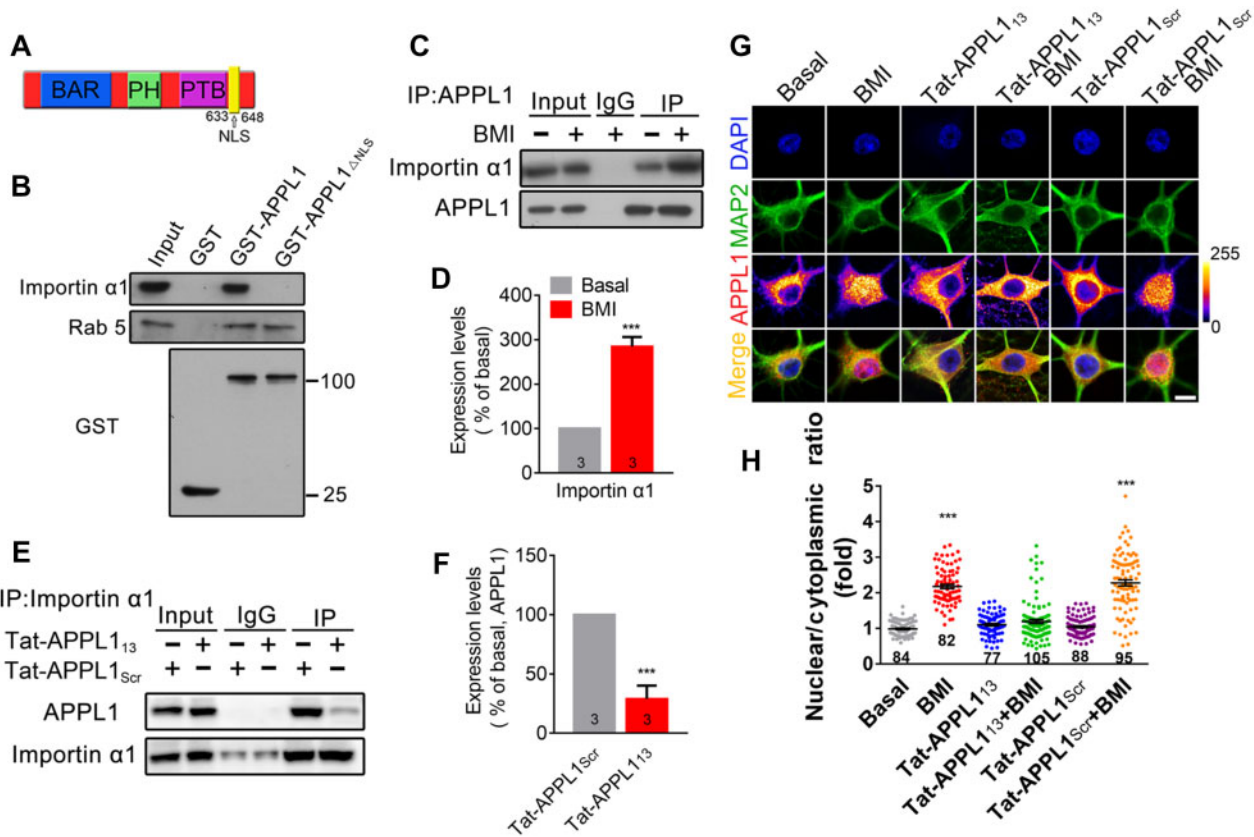 A
BAR PH PTB
633 648
NLS
B
Input GST GST-APPL1 GST-APPL1△NLS
Importin α1
Rab 5
GST
100
25
C
IP:APPL1
Input IgG IP
BMI − + + − +
Importin α1
APPL1
D
Basal
BMI
Expression levels
( % of basal)
400
300
200
100
0
***
3 3
Importin α1
E
IP:Importin α1
Input IgG IP
Tat-APPL1₁₃ − + − + − +
Tat-APPL1Scr + − + − + −
APPL1
Importin α1
F
Expression levels
( % of basal, APPL1)
150
100
50
0
***
3 3
Tat-APPL1Scr
Tat-APPL1₁₃
G
Basal
BMI
Tat-APPL1₁₃
Tat-APPL1₁₃
BMI
Tat-APPL1Scr
Tat-APPL1Scr
BMI
DAPI
MAP2
APPL1
Merge
255
0
H
Nuclear/cytoplasmic ratio
(fold)
5
4
3
2
1
0
*** ***
84 82 77 105 88 95
Basal
BMI
Tat-APPL1₁₃
Tat-APPL1₁₃+BMI
Tat-APPL1Scr
Tat-APPL1Scr+BMI